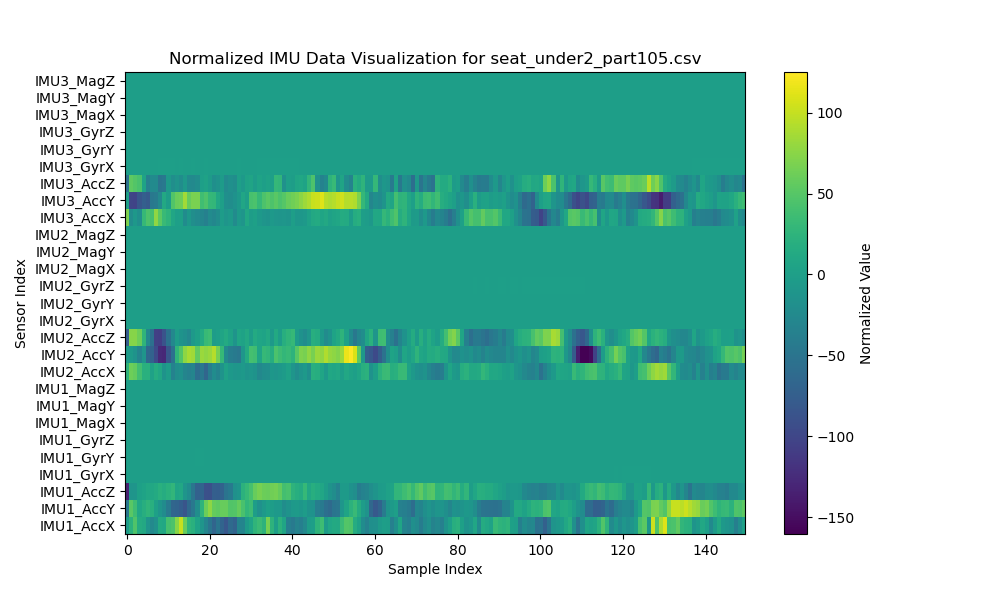 Normalized IMU Data Visualization for seat_under2_part105.csv
IMU3_MagZ
IMU3_MagY
IMU3_MagX
IMU3_GyrZ
IMU3_GyrY
IMU3_GyrX
IMU3_AccZ
IMU3_AccY
IMU3_AccX
IMU2_MagZ
IMU2_MagY
IMU2_MagX
IMU2_GyrZ
IMU2_GyrY
IMU2_GyrX
IMU2_AccZ
IMU2_AccY
IMU2_AccX
IMU1_MagZ
IMU1_MagY
IMU1_MagX
IMU1_GyrZ
IMU1_GyrY
IMU1_GyrX
IMU1_AccZ
IMU1_AccY
IMU1_AccX
Sensor Index
0 20 40 60 80 100 120 140
Sample Index
100
50
0
−50
−100
−150
Normalized Value